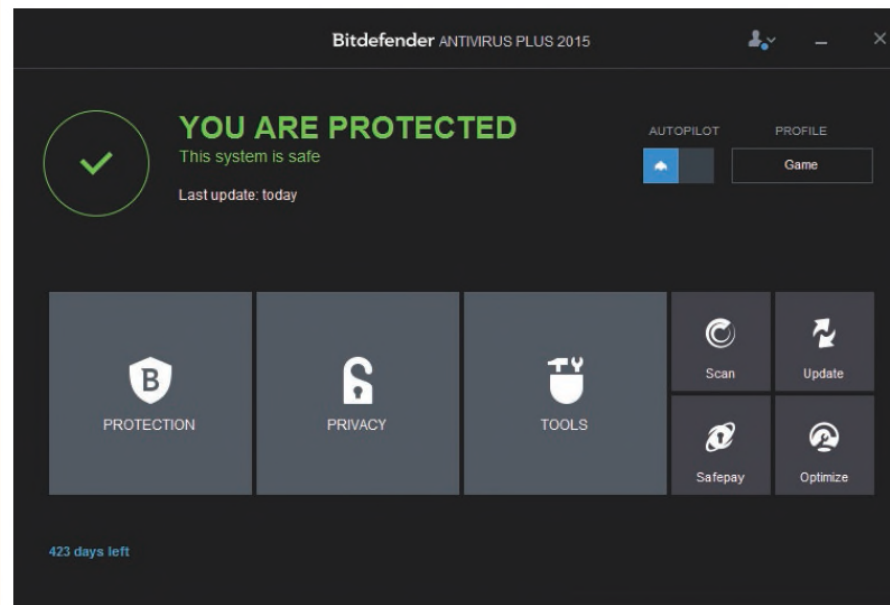 Bitdefender ANTIVIRUS PLUS 2015
YOU ARE PROTECTED
This system is safe
Last update: today
AUTOPILOT
PROFILE
Game
B
PROTECTION
PRIVACY
TOOLS
Scan
Update
Safepay
Optimize
423 days left